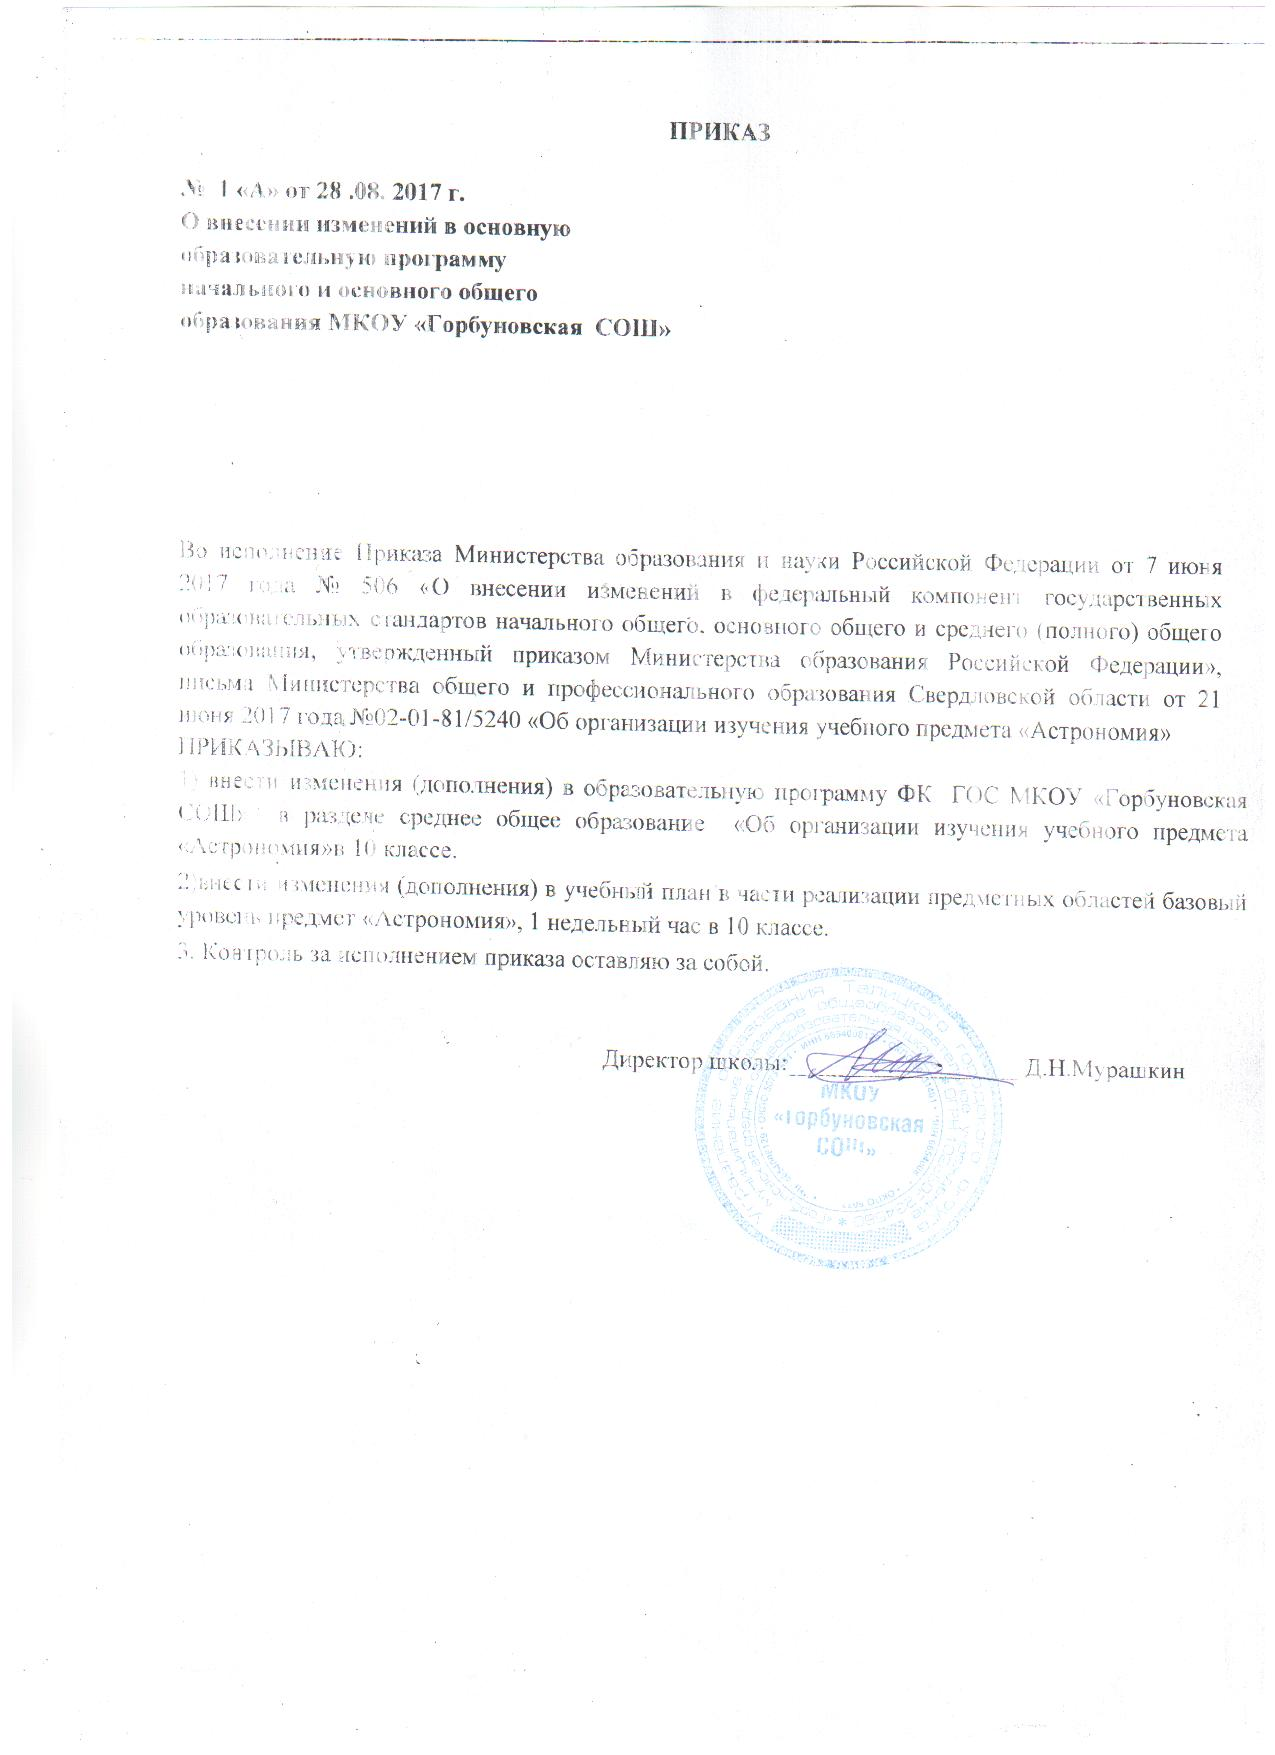 ПРИКАЗ
№ 1 «А» от 28 .08. 2017 г.
О внесении изменений в основную
образовательную программу
начального и основного общего
образования МКОУ «Горбуновская СОШ»
Во исполнение Приказа Министерства образования и науки Российской Федерации от 7 июня
2017 года № 506 «О внесении изменений в федеральный компонент государственных
образовательных стандартов начального общего, основного общего и среднего (полного) общего
образования, утвержденный приказом Министерства образования Российской Федерации»,
письма Министерства общего и профессионального образования Свердловской области от 21
июня 2017 года №02-01-81/5240 «Об организации изучения учебного предмета «Астрономия»
ПРИКАЗЫВАЮ:
1) внести изменения (дополнения) в образовательную программу ФК ГОС МКОУ «Горбуновская
СОШ» в разделе среднее общее образование «Об организации изучения учебного предмета
«Астрономия»в 10 классе.
2)внести изменения (дополнения) в учебный план в части реализации предметных областей базовый
уровень предмет «Астрономия», 1 недельный час в 10 классе.
3. Контроль за исполнением приказа оставляю за собой.
Директор школы: Д.Н.Мурашкин
Управление образования Талицкого городского округа
МКОУ
«Горбуновская
СОШ»